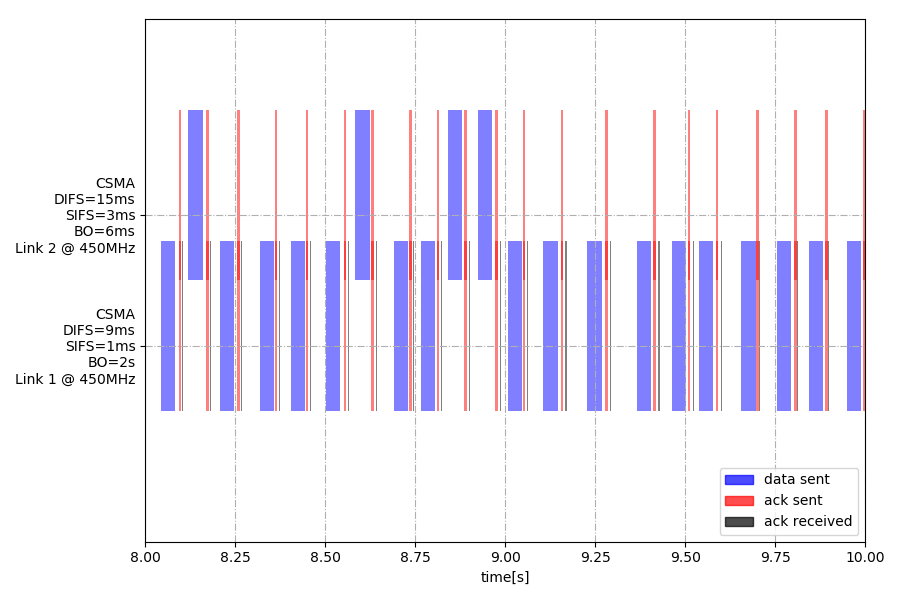 CSMA
DIFS=15ms
SIFS=3ms
BO=6ms
Link 2 @ 450MHz
CSMA
DIFS=9ms
SIFS=1ms
BO=2s
Link 1 @ 450MHz
data sent
ack sent
ack received
8.00 8.25 8.50 8.75 9.00 9.25 9.50 9.75 10.00
time[s]